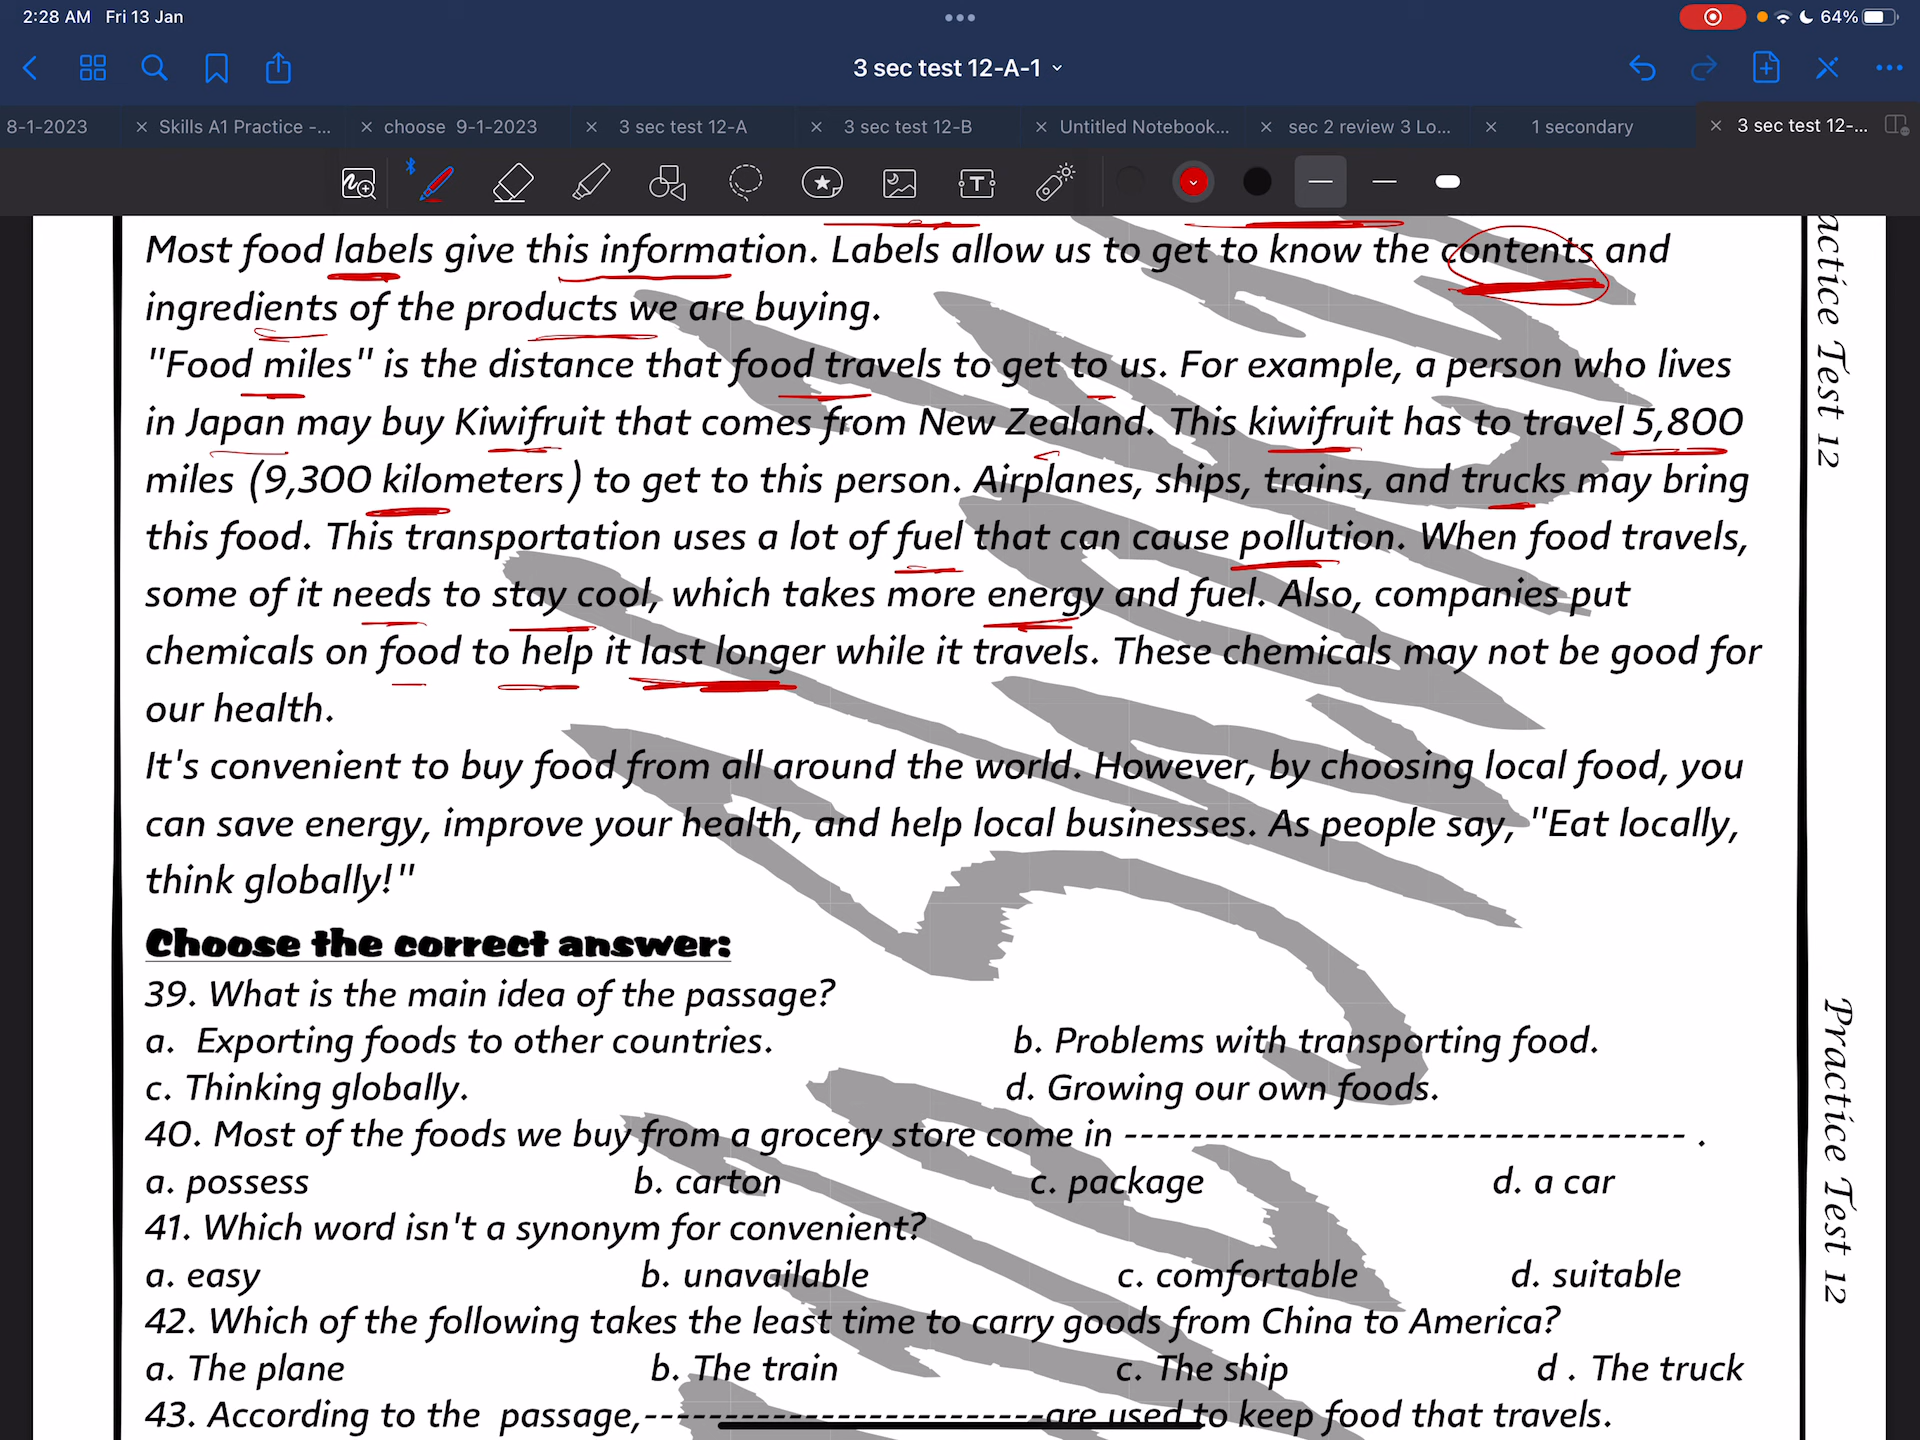 2:28 AM Fri 13 Jan
64%
3 sec test 12-A-1
8-1-2023
Skills A1 Practice -...
choose 9-1-2023
3 sec test 12-A
3 sec test 12-B
Untitled Notebook...
sec 2 review 3 Lo...
1 secondary
3 sec test 12-...
Most food labels give this information. Labels allow us to get to know the contents and
ingredients of the products we are buying.
"Food miles" is the distance that food travels to get to us. For example, a person who lives
in Japan may buy Kiwifruit that comes from New Zealand. This kiwifruit has to travel 5,800
miles (9,300 kilometers) to get to this person. Airplanes, ships, trains, and trucks may bring
this food. This transportation uses a lot of fuel that can cause pollution. When food travels,
some of it needs to stay cool, which takes more energy and fuel. Also, companies put
chemicals on food to help it last longer while it travels. These chemicals may not be good for
our health.
It's convenient to buy food from all around the world. However, by choosing local food, you
can save energy, improve your health, and help local businesses. As people say, "Eat locally,
think globally!"
Choose the correct answer:
39. What is the main idea of the passage?
a. Exporting foods to other countries. b. Problems with transporting food.
c. Thinking globally. d. Growing our own foods.
40. Most of the foods we buy from a grocery store come in ----------------------------------- .
a. possess b. carton c. package d. a car
41. Which word isn't a synonym for convenient?
a. easy b. unavailable c. comfortable d. suitable
42. Which of the following takes the least time to carry goods from China to America?
a. The plane b. The train c. The ship d . The truck
43. According to the passage,-------------------------are used to keep food that travels.
actice Test 12
Practice Test 12